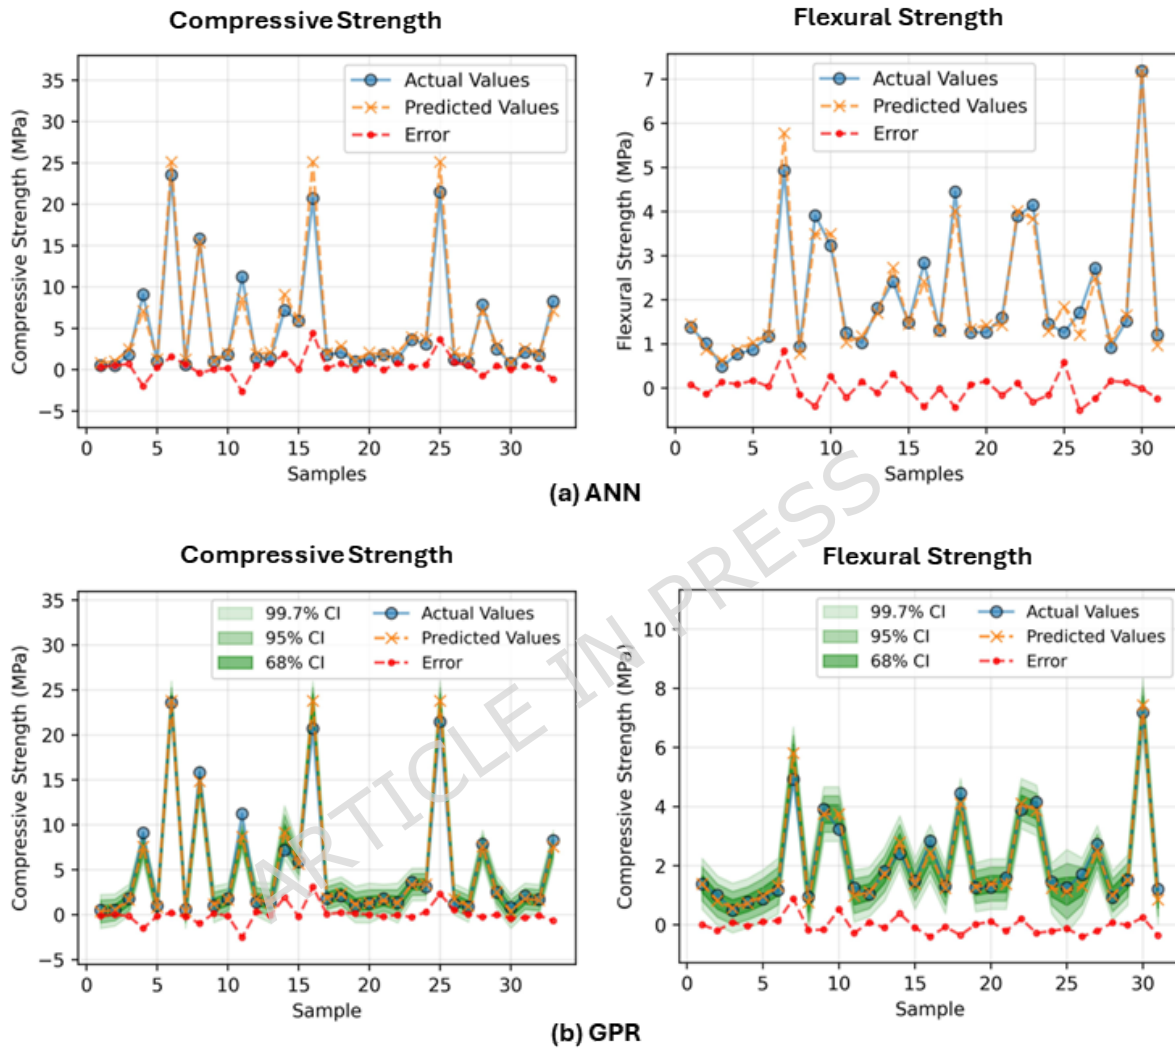 Compressive Strength
Flexural Strength
Compressive Strength (MPa)
35
30
25
20
15
10
5
0
−5
Actual Values
Predicted Values
Error
0 5 10 15 20 25 30
Samples
Flexural Strength (MPa)
7
6
5
4
3
2
1
0
Actual Values
Predicted Values
Error
0 5 10 15 20 25 30
Samples
(a) ANN
ARTICLE IN PRESS
Compressive Strength
Flexural Strength
Compressive Strength (MPa)
35
30
25
20
15
10
5
0
−5
99.7% CI
95% CI
68% CI
Actual Values
Predicted Values
Error
0 5 10 15 20 25 30
Sample
Compressive Strength (MPa)
10
8
6
4
2
0
99.7% CI
95% CI
68% CI
Actual Values
Predicted Values
Error
0 5 10 15 20 25 30
Sample
(b) GPR